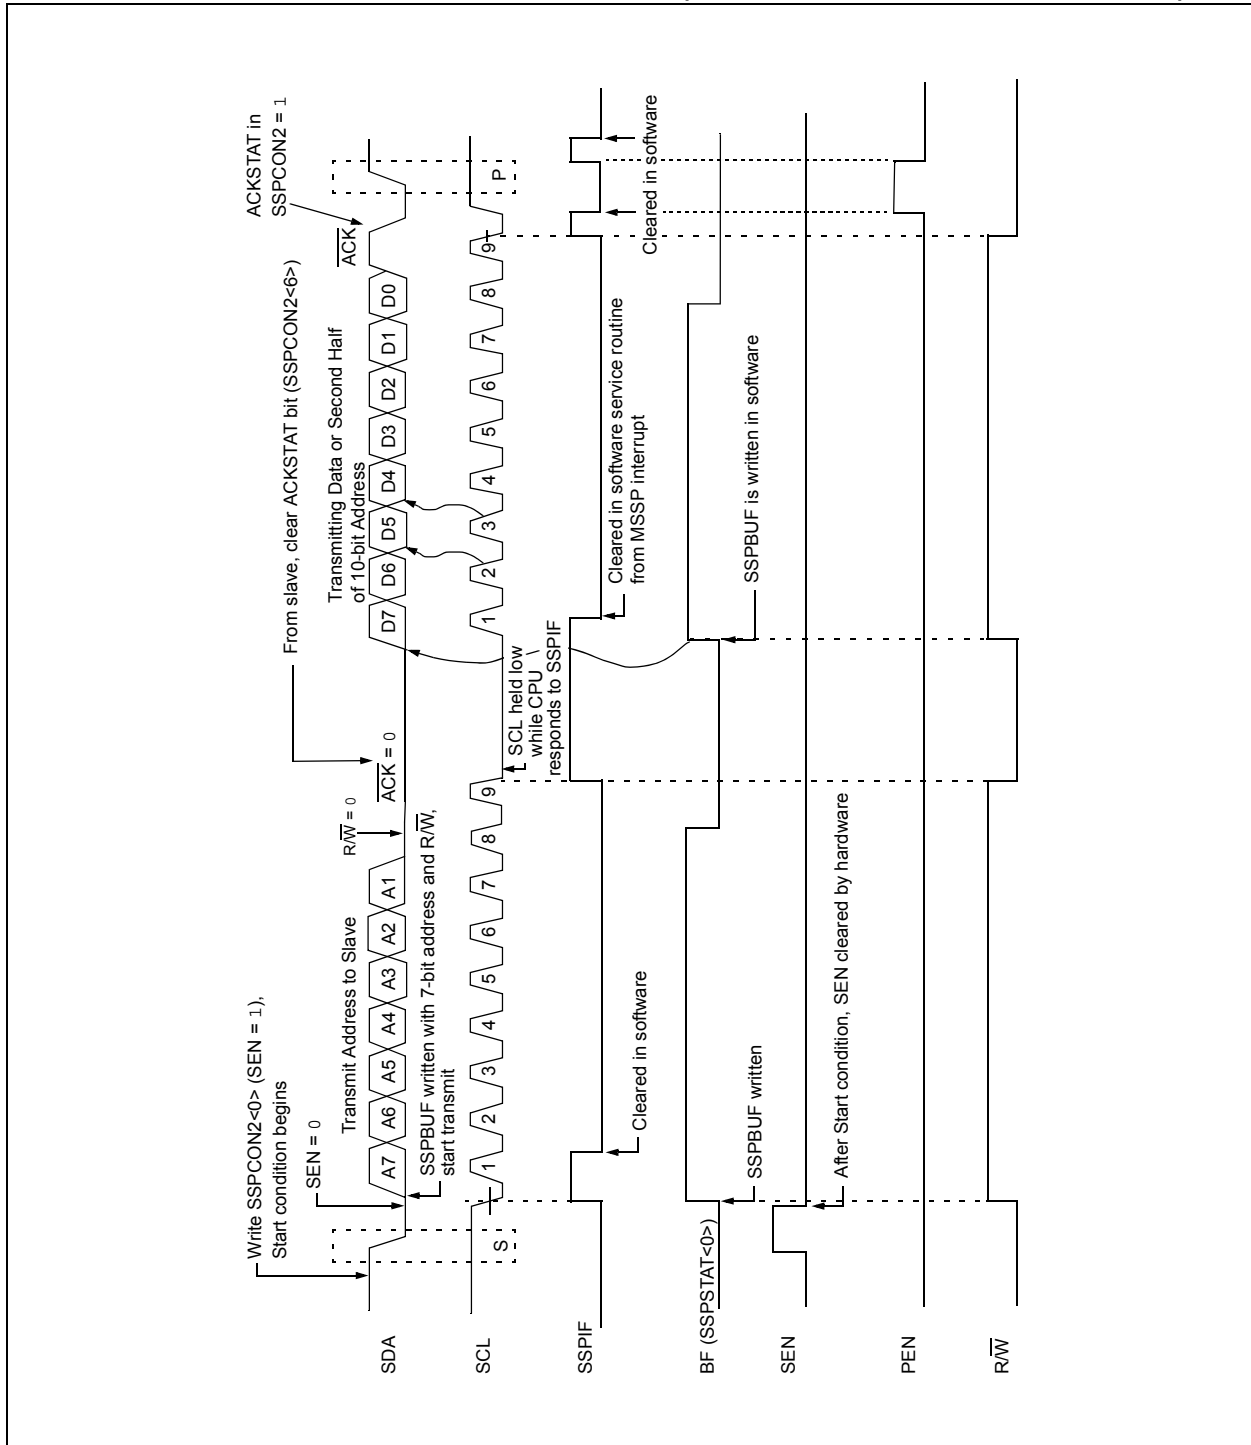 Write SSPCON2<0> (SEN = 1),
Start condition begins
SEN = 0
Transmit Address to Slave
R/W̅ = 0
From slave, clear ACKSTAT bit (SSPCON2<6>)
A̅C̅K̅ = 0
Transmitting Data or Second Half
of 10-bit Address
ACKSTAT in
SSPCON2 = 1
A̅C̅K̅
SDA
A7 A6 A5 A4 A3 A2 A1
D7 D6 D5 D4 D3 D2 D1 D0
SSPBUF written with 7-bit address and R/W̅,
start transmit
SCL
S
1 2 3 4 5 6 7 8 9
1 2 3 4 5 6 7 8 9
P
SCL held low
while CPU
responds to SSPIF
SSPIF
Cleared in software
Cleared in software service routine
from MSSP interrupt
Cleared in software
Cleared in software
BF (SSPSTAT<0>)
SSPBUF written
SSPBUF is written in software
SEN
After Start condition, SEN cleared by hardware
PEN
R/W̅